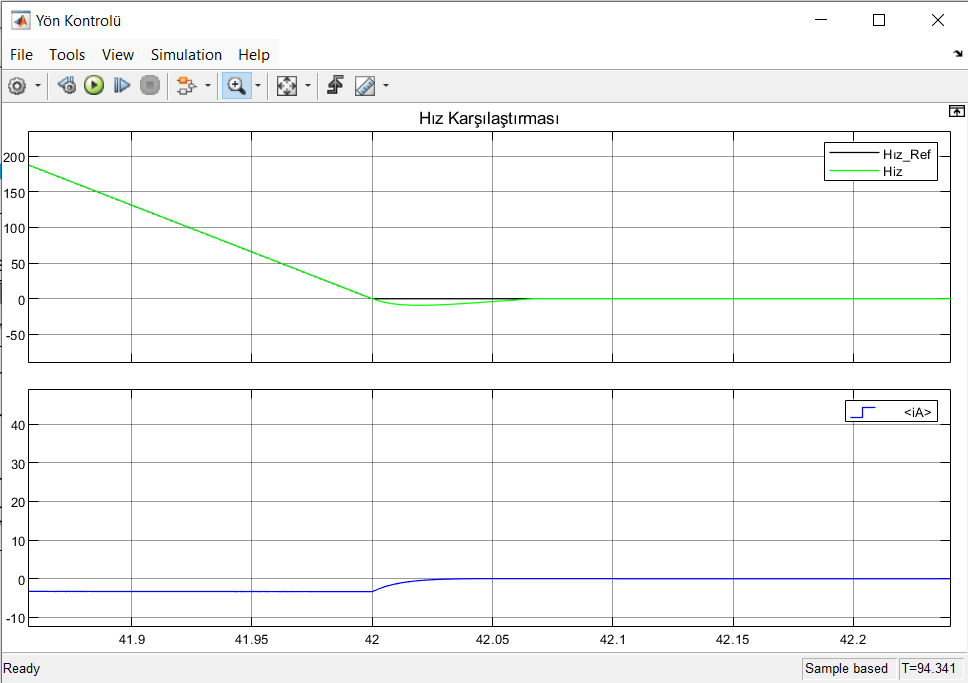 Yön Kontrolü
File Tools View Simulation Help
Hız Karşılaştırması
Hız_Ref
Hiz
200
150
100
50
0
-50
<iA>
40
30
20
10
0
-10
41.9 41.95 42 42.05 42.1 42.15 42.2
Ready Sample based T=94.341